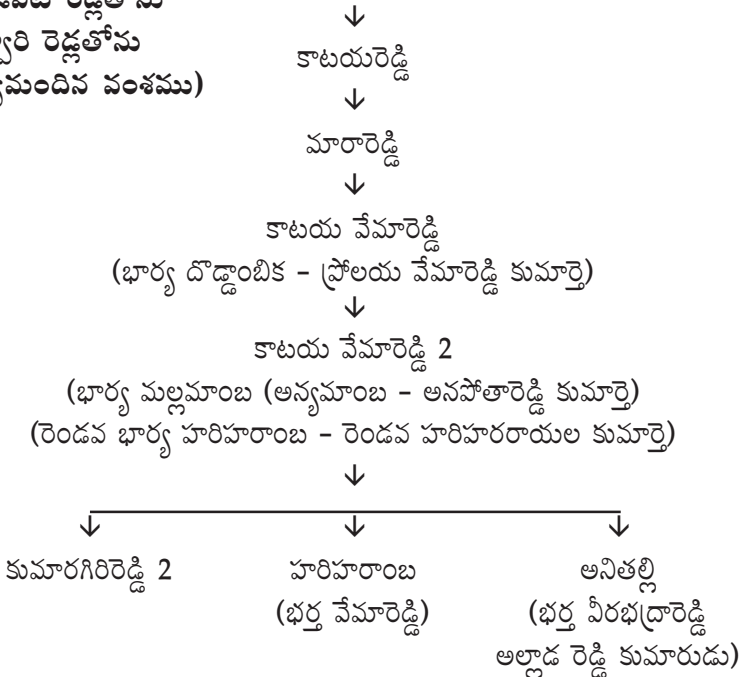 రెడ్లతోను
రెడ్లతోను
వంశము)
↓
కాటయరెడ్డి
↓
మారారెడ్డి
↓
కాటయ వేమారెడ్డి
(భార్య దొడ్డాంబిక - ప్రోలయ వేమారెడ్డి కుమార్తె)
↓
కాటయ వేమారెడ్డి 2
(భార్య మల్లమాంబ (అన్యమాంబ - అనపోతారెడ్డి కుమార్తె)
(రెండవ భార్య హరిహరాంబ - రెండవ హరిహరరాయల కుమార్తె)
↓
↓ ↓ ↓
కుమారగిరిరెడ్డి 2 హరిహరాంబ అనితల్లి
(భర్త వేమారెడ్డి) (భర్త వీరభద్రారెడ్డి
అల్లాడ రెడ్డి కుమారుడు)